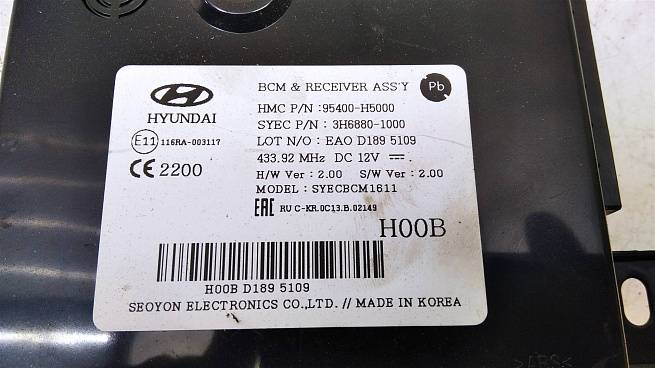 BCM & RECEIVER ASS'Y
Pb
HYUNDAI
HMC P/N :95400-H5000
SYEC P/N : 3H6880-1000
E11 116RA-003117
LOT N/O : EAO D189 5109
433.92 MHz DC 12V
CE 2200
H/W Ver : 2.00 S/W Ver : 2.00
MODEL : SYECBCM1611
EAC RU C-KR.0C13.B.02149
H00B
H00B D189 5109
SEOYON ELECTRONICS CO.,LTD. // MADE IN KOREA
>ABS<